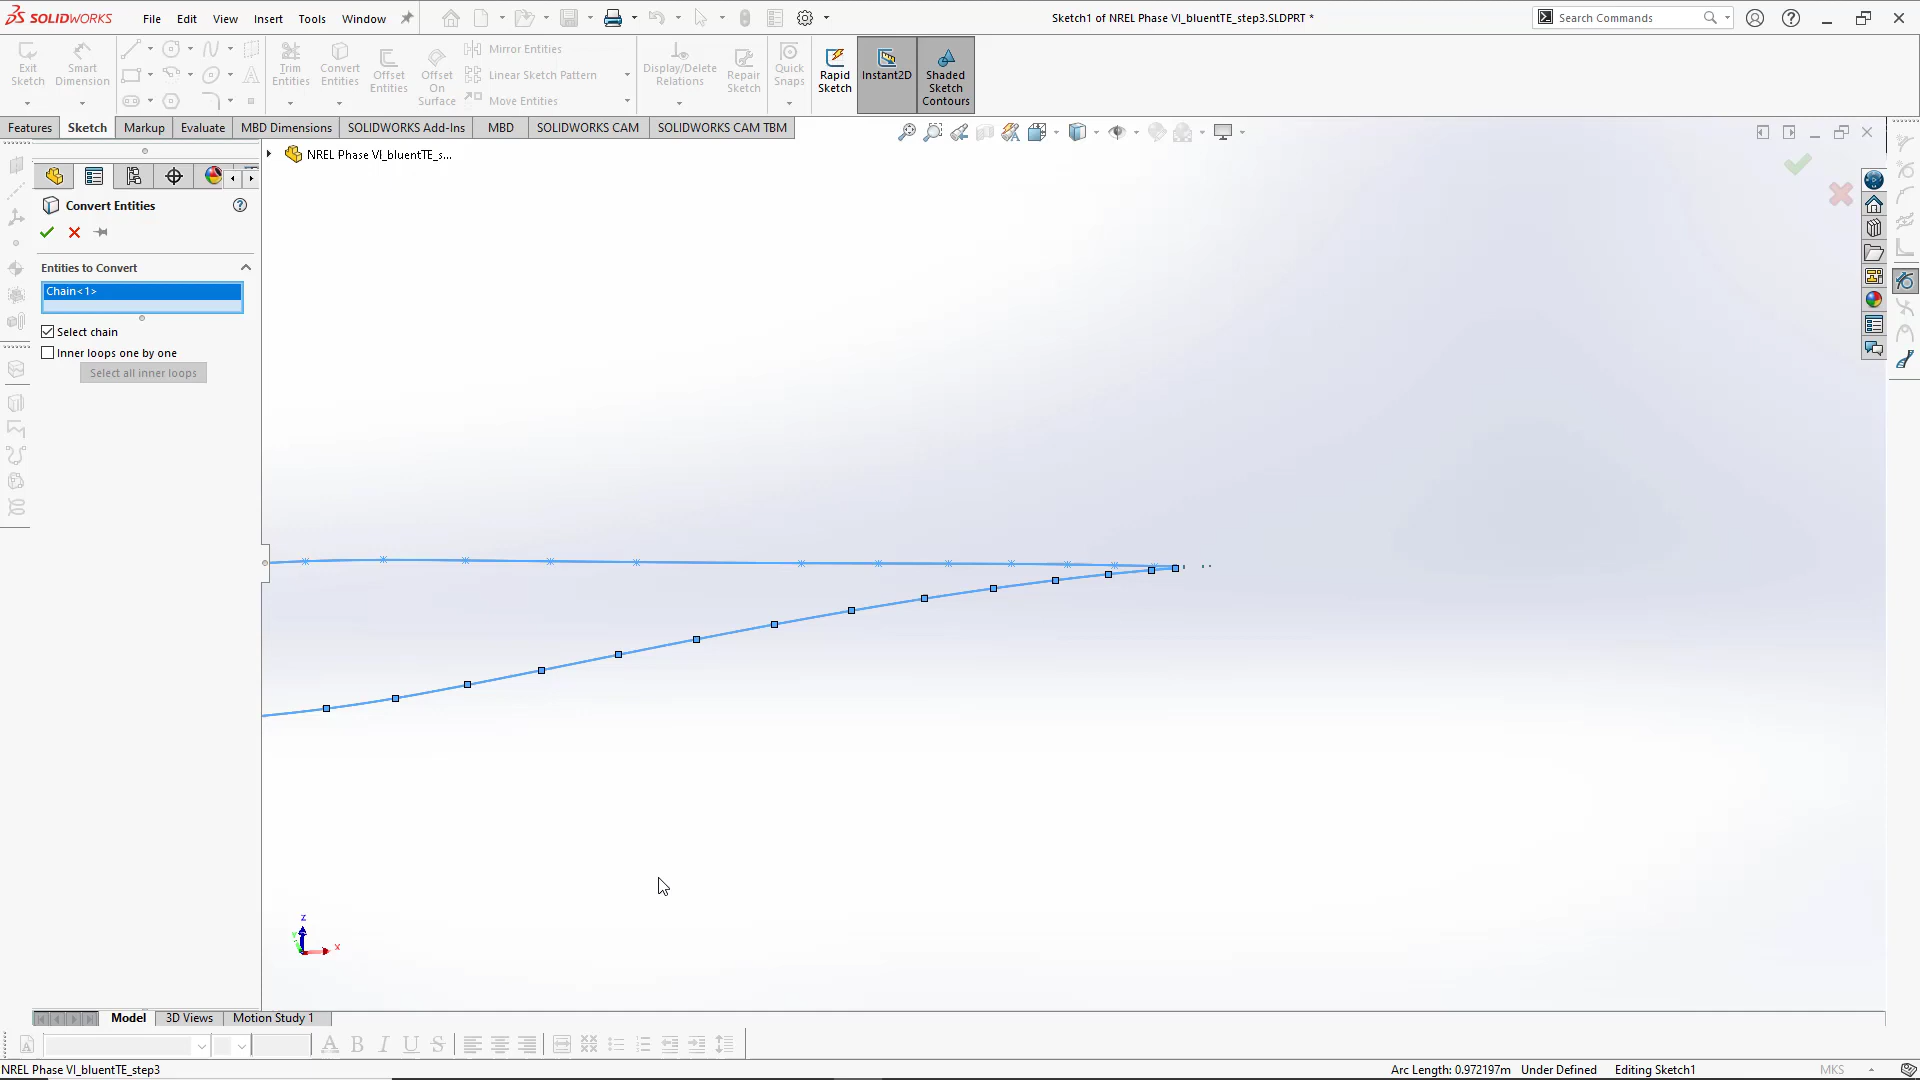 SOLIDWORKS
File Edit View Insert Tools Window
Sketch1 of NREL Phase VI_bluentTE_step3.SLDPRT *
Search Commands
Exit Sketch
Smart Dimension
Trim Entities
Convert Entities
Offset Entities
Offset On Surface
Mirror Entities
Linear Sketch Pattern
Move Entities
Display/Delete Relations
Repair Sketch
Quick Snaps
Rapid Sketch
Instant2D
Shaded Sketch Contours
Features Sketch Markup Evaluate MBD Dimensions SOLIDWORKS Add-Ins MBD SOLIDWORKS CAM SOLIDWORKS CAM TBM
NREL Phase VI_bluentTE_s...
Convert Entities
Entities to Convert
Chain<1>
Select chain
Inner loops one by one
Select all inner loops
z
Y
x
Model 3D Views Motion Study 1
A B I U S
NREL Phase VI_bluentTE_step3
Arc Length: 0.972197m Under Defined Editing Sketch1 MKS